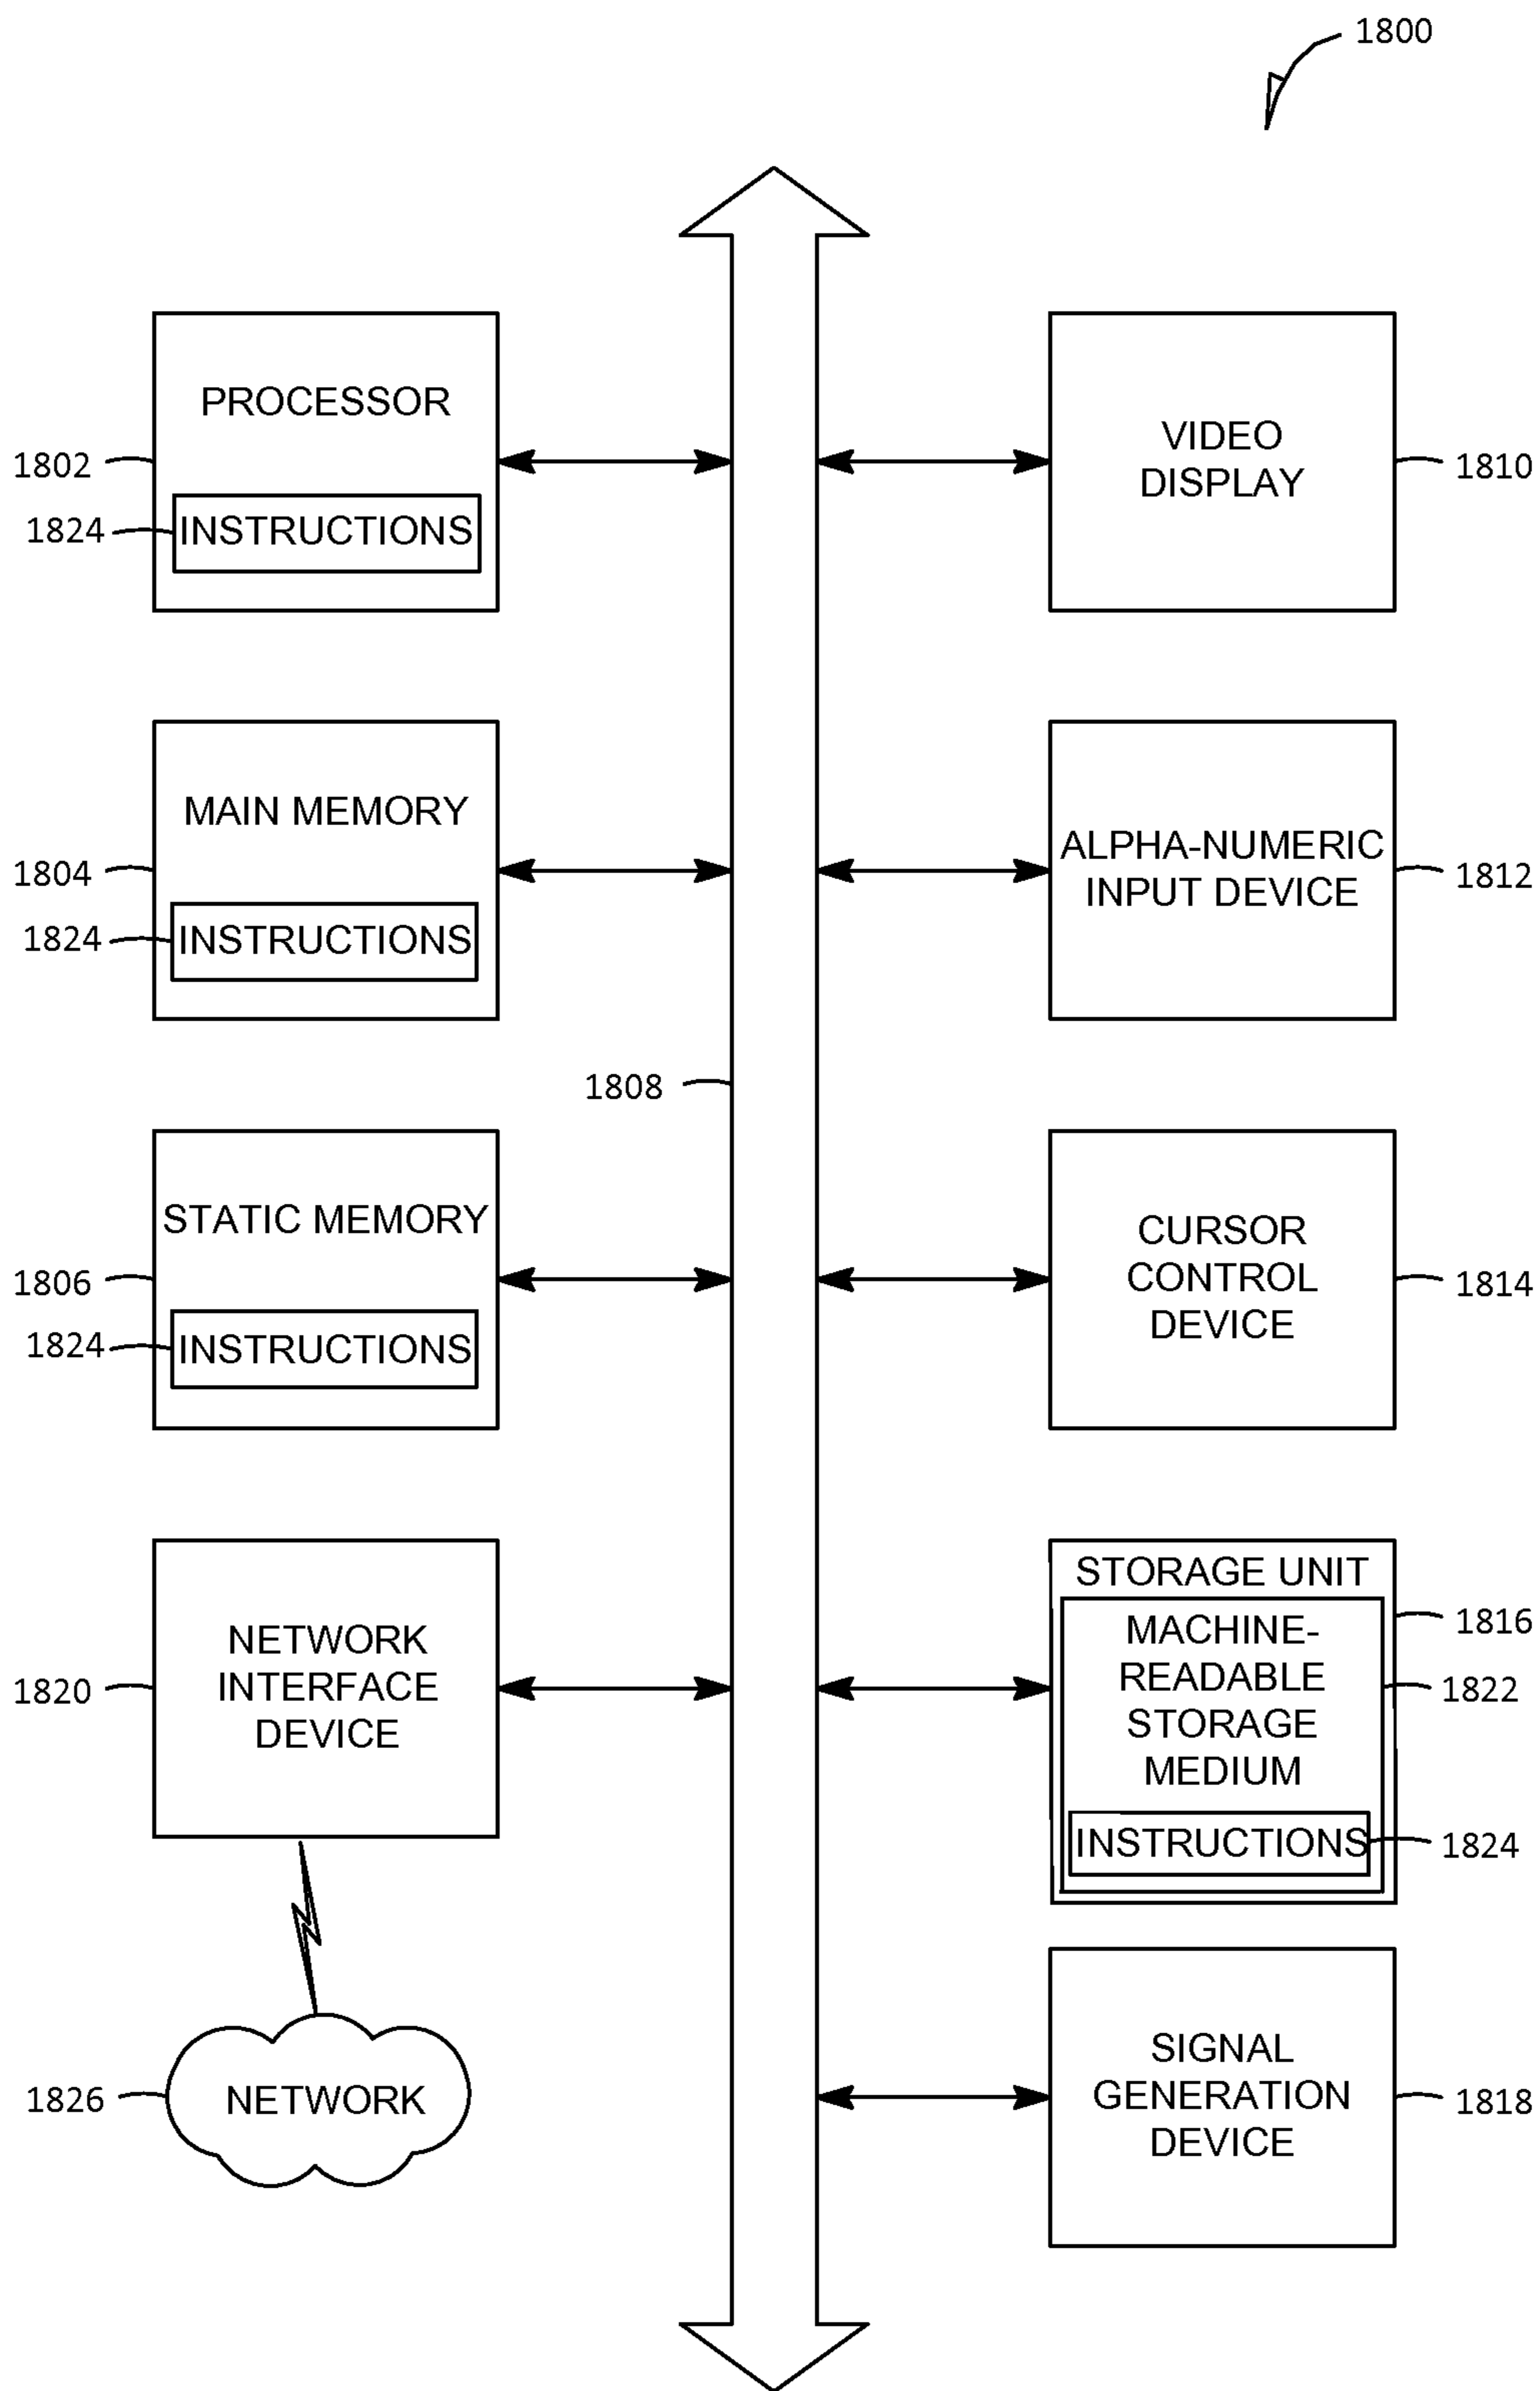 1800
PROCESSOR
1802
1824
INSTRUCTIONS
VIDEO
DISPLAY
1810
MAIN MEMORY
1804
1824
INSTRUCTIONS
ALPHA-NUMERIC
INPUT DEVICE
1812
1808
STATIC MEMORY
1806
1824
INSTRUCTIONS
CURSOR
CONTROL
DEVICE
1814
NETWORK
INTERFACE
DEVICE
1820
STORAGE UNIT
1816
MACHINE-
READABLE
STORAGE
MEDIUM
1822
INSTRUCTIONS
1824
NETWORK
1826
SIGNAL
GENERATION
DEVICE
1818